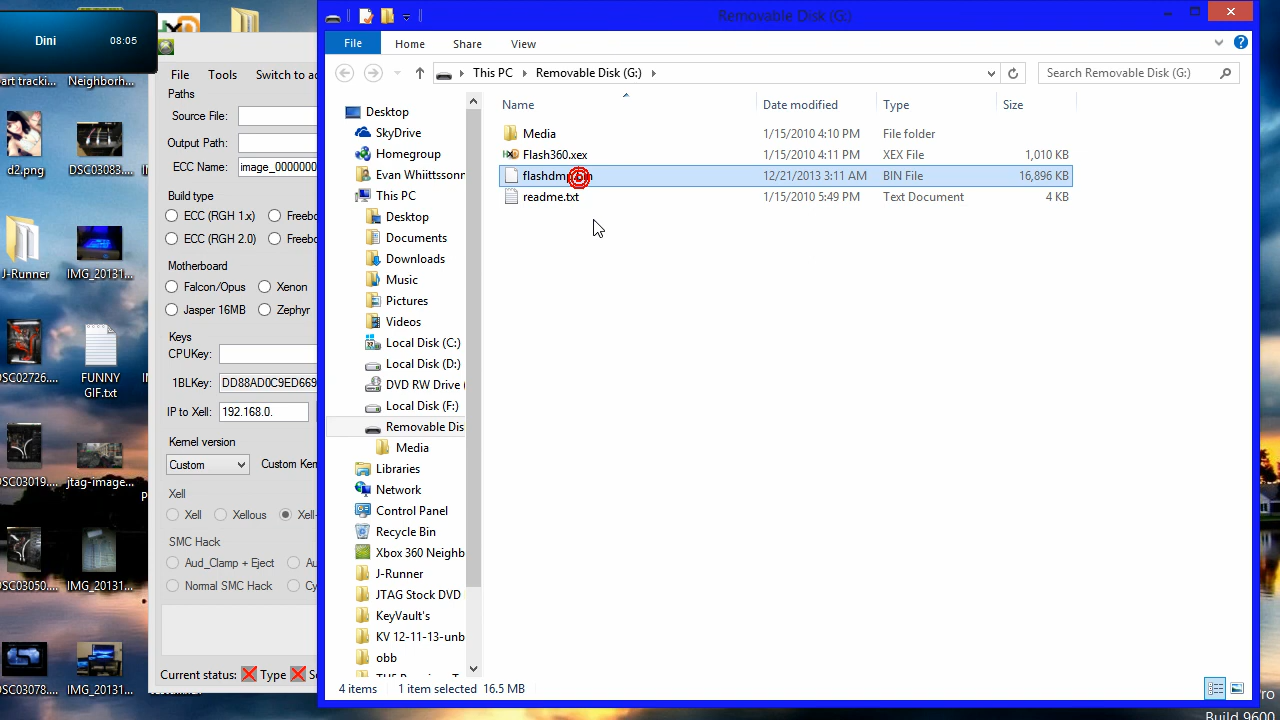 Dini
08:05
art tracki...
Neighborh...
d2.png
DSC03083....
J-Runner
IMG_20131...
DSC02726....
FUNNY
GIF.txt
DSC03019....
jtag-image...
DSC03050....
IMG_20131...
DSC03078....
IMG_20131...
File
Tools
Switch to ad
Paths
Source File:
Output Path:
ECC Name:
image_0000000
Build type
ECC (RGH 1.x)
Freebo
ECC (RGH 2.0)
Freebo
Motherboard
Falcon/Opus
Xenon
Jasper 16MB
Zephyr
Keys
CPUKey:
1BLKey:
DD88AD0C9ED669
IP to Xell:
192.168.0.
Kernel version
Custom
Custom Ker
Xell
Xell
Xellous
Xell-
SMC Hack
Aud_Clamp + Eject
Au
Normal SMC Hack
Cy
Current status:
Type
Removable Disk (G:)
File
Home
Share
View
This PC
Removable Disk (G:)
Search Removable Disk (G:)
Desktop
SkyDrive
Homegroup
Evan Whittssonn
This PC
Desktop
Documents
Downloads
Music
Pictures
Videos
Local Disk (C:)
Local Disk (D:)
DVD RW Drive (
Local Disk (F:)
Removable Dis
Media
Libraries
Network
Control Panel
Recycle Bin
Xbox 360 Neighb
J-Runner
JTAG Stock DVD
KeyVault's
KV 12-11-13-unb
obb
Name
Date modified
Type
Size
Media
1/15/2010 4:10 PM
File folder
Flash360.xex
1/15/2010 4:11 PM
XEX File
1,010 KB
12/21/2013 3:11 AM
BIN File
16,896 KB
readme.txt
1/15/2010 5:49 PM
Text Document
4 KB
4 items
1 item selected 16.5 MB
Pro
Build 9600